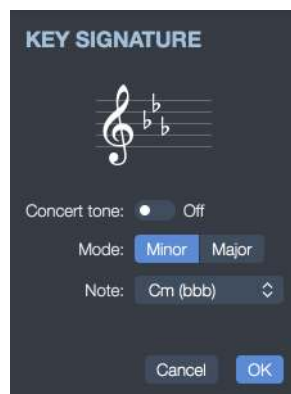 KEY SIGNATURE
Concert tone: Off
Mode: Minor Major
Note: Cm (bbb)
Cancel OK